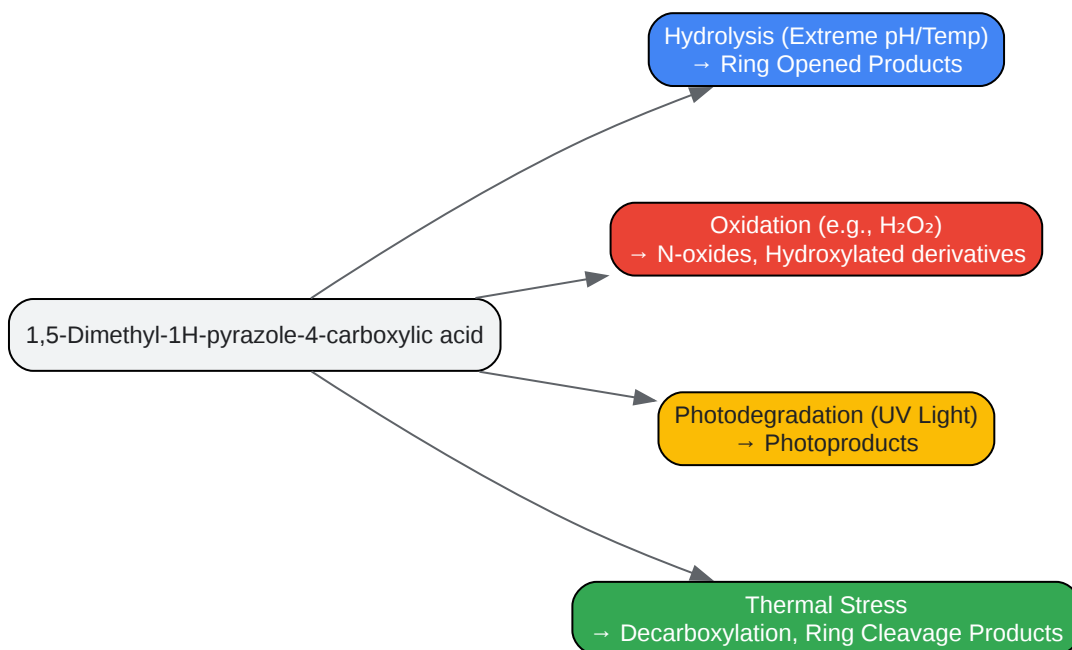 Hydrolysis (Extreme pH/Temp)
→ Ring Opened Products
Oxidation (e.g., H₂O₂)
→ N-oxides, Hydroxylated derivatives
1,5-Dimethyl-1H-pyrazole-4-carboxylic acid
Photodegradation (UV Light)
→ Photoproducts
Thermal Stress
→ Decarboxylation, Ring Cleavage Products